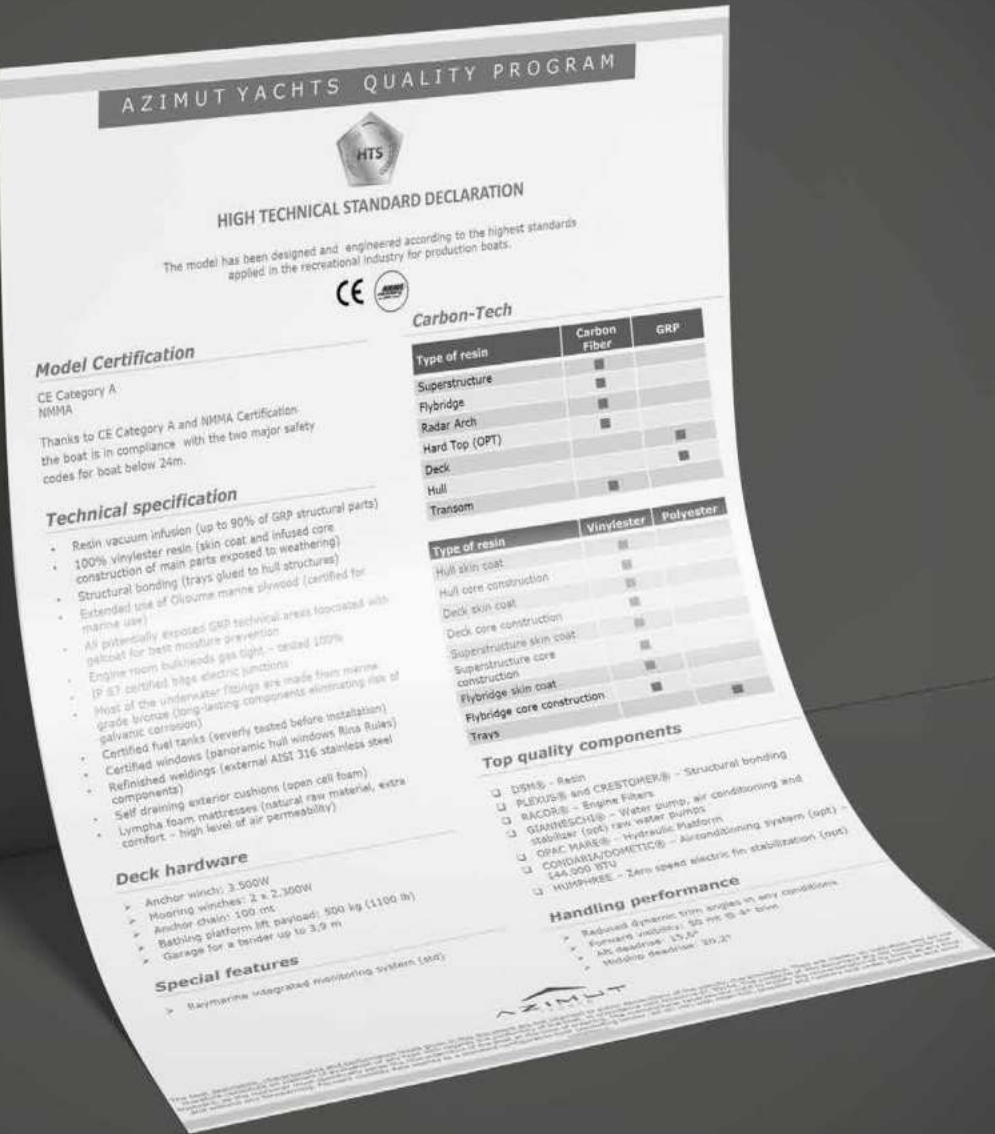 AZIMUT YACHTS QUALITY PROGRAM
HTS
HIGH TECHNICAL STANDARD DECLARATION
The model has been designed and engineered according to the highest standards
applied in the recreational industry for production boats.
CE
Model Certification
CE Category A
NMMA
Thanks to CE Category A and NMMA Certification
the boat is in compliance with the two major safety
codes for boat below 24m.
Technical specification
• Resin vacuum infusion (up to 90% of GRP structural parts)
• 100% vinylester resin (skin coat and infused core
construction of main parts exposed to weathering)
• Structural bonding (trays glued to hull structures)
• Extended use of Okoume marine plywood (certified for
marine use)
• All potentially exposed GRP technical areas topcoated with
gelcoat for best moisture prevention
• Engine room bulkheads gas tight – tested 100%
• IP 67 certified bilge electric junctions
• Most of the underwater fittings are made from marine
grade bronze (long-lasting components eliminating risk of
galvanic corrosion)
• Certified fuel tanks (severly tested before installation)
• Certified windows (panoramic hull windows Rina Rules)
• Refinished weldings (external AISI 316 stainless steel
components)
• Self draining exterior cushions (open cell foam)
• Lympha foam mattresses (natural raw material, extra
comfort – high level of air permeability)
Deck hardware
➢ Anchor winch: 3.500W
➢ Mooring winches: 2 x 2,300W
➢ Anchor chain: 100 mt
➢ Bathing platform lift payload: 500 kg (1100 lb)
➢ Garage for a tender up to 3,9 m
Special features
➢ Raymarine integrated monitoring system (std)
Carbon-Tech
Type of resin Carbon Fiber GRP
Superstructure
Flybridge
Radar Arch
Hard Top (OPT)
Deck
Hull
Transom
Type of resin Vinylester Polyester
Hull skin coat
Hull core construction
Deck skin coat
Deck core construction
Superstructure skin coat
Superstructure core
construction
Flybridge skin coat
Flybridge core construction
Trays
Top quality components
❑ DSM® - Resin
❑ PLEXUS® and CRESTOMER® – Structural bonding
❑ RACOR® – Engine Filters
❑ GIANNESCHI® – Water pump, air conditioning and
stabilizer (opt) raw water pumps
❑ OPAC MARE® – Hydraulic Platform
❑ CONDARIA/DOMETIC® – Airconditioning system (opt) –
144.000 BTU
❑ HUMPHREE – Zero speed electric fin stabilization (opt)
Handling performance
➢ Reduced dynamic trim angles in any conditions
➢ Forward visibility: 50 mt @ 4° trim
➢ Aft deadrise: 15,6°
➢ Midship deadrise: 20,2°
AZIMUT